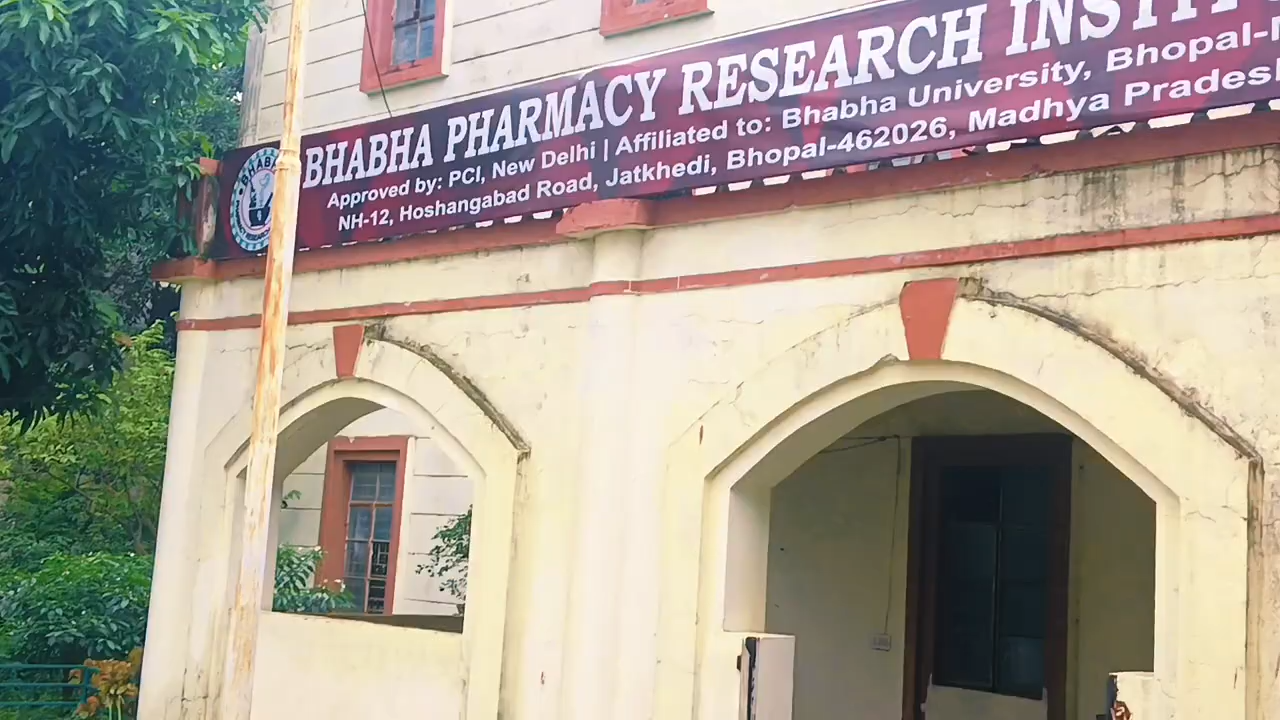 BHABHA PHARMACY RESEARCH
Approved by: PCI, New Delhi | Affiliated to: Bhabha University,
NH-12, Hoshangabad Road, Jatkhedi, Bhopal-462026, Madhya